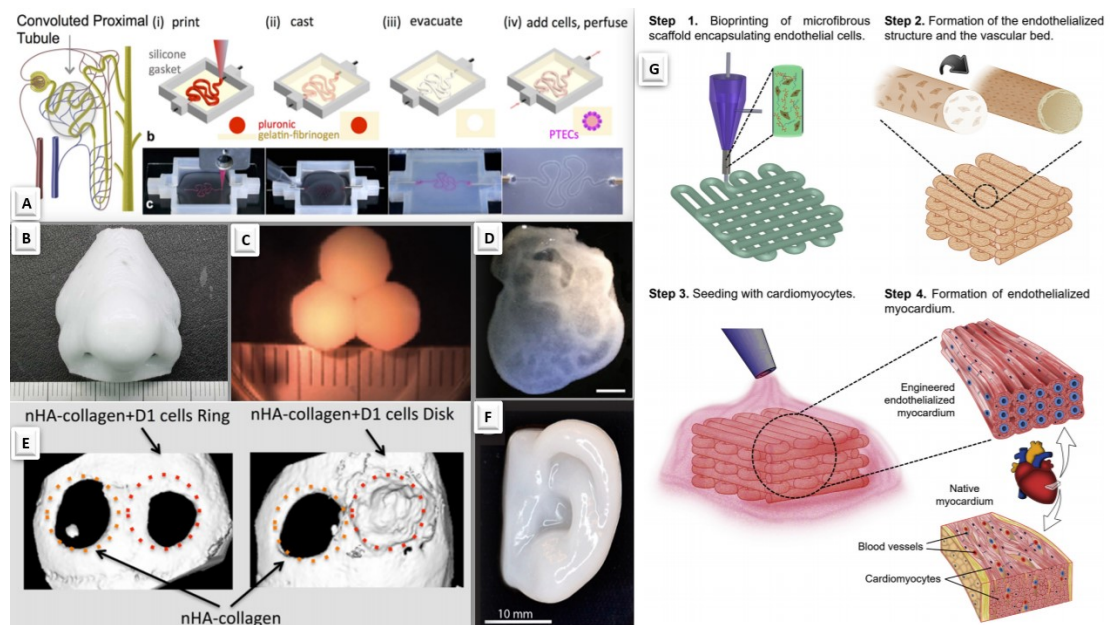 Convoluted Proximal
Tubule
(i) print
(ii) cast
(iii) evacuate
(iv) add cells, perfuse
silicone
gasket
pluronic
gelatin-fibrinogen
PTECs
b
c
A
B
C
D
nHA-collagen+D1 cells Ring
nHA-collagen+D1 cells Disk
E
nHA-collagen
F
10 mm
G
Step 1. Bioprinting of microfibrous
scaffold encapsulating endothelial cells.
Step 2. Formation of the endothelialized
structure and the vascular bed.
Step 3. Seeding with cardiomyocytes.
Step 4. Formation of endothelialized
myocardium.
Engineered
endothelialized
myocardium
Native
myocardium
Blood vessels
Cardiomyocytes